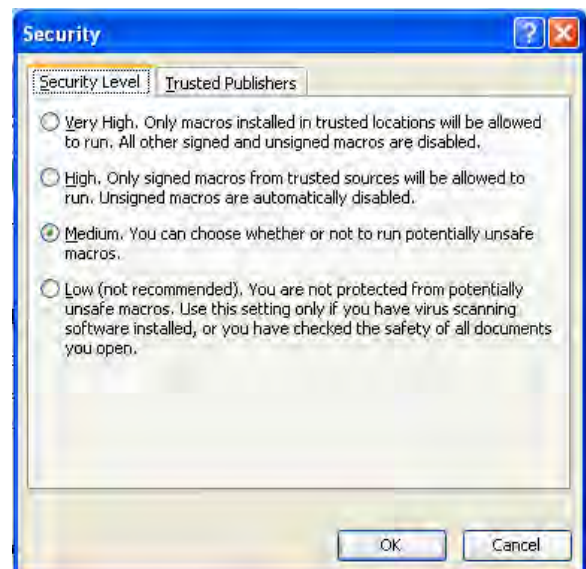 Security
Security Level Trusted Publishers
Very High. Only macros installed in trusted locations will be allowed
to run. All other signed and unsigned macros are disabled.
High. Only signed macros from trusted sources will be allowed to
run. Unsigned macros are automatically disabled.
Medium. You can choose whether or not to run potentially unsafe
macros.
Low (not recommended). You are not protected from potentially
unsafe macros. Use this setting only if you have virus scanning
software installed, or you have checked the safety of all documents
you open.
OK Cancel